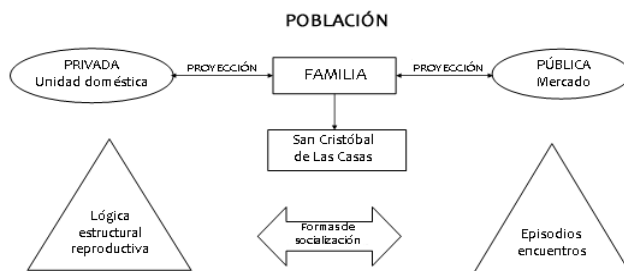 POBLACIÓN
PRIVADA
Unidad doméstica
PROYECCIÓN
FAMILIA
PROYECCIÓN
PÚBLICA
Mercado
San Cristóbal
de Las Casas
Lógica
estructural
reproductiva
Formas de
socialización
Episodios
encuentros